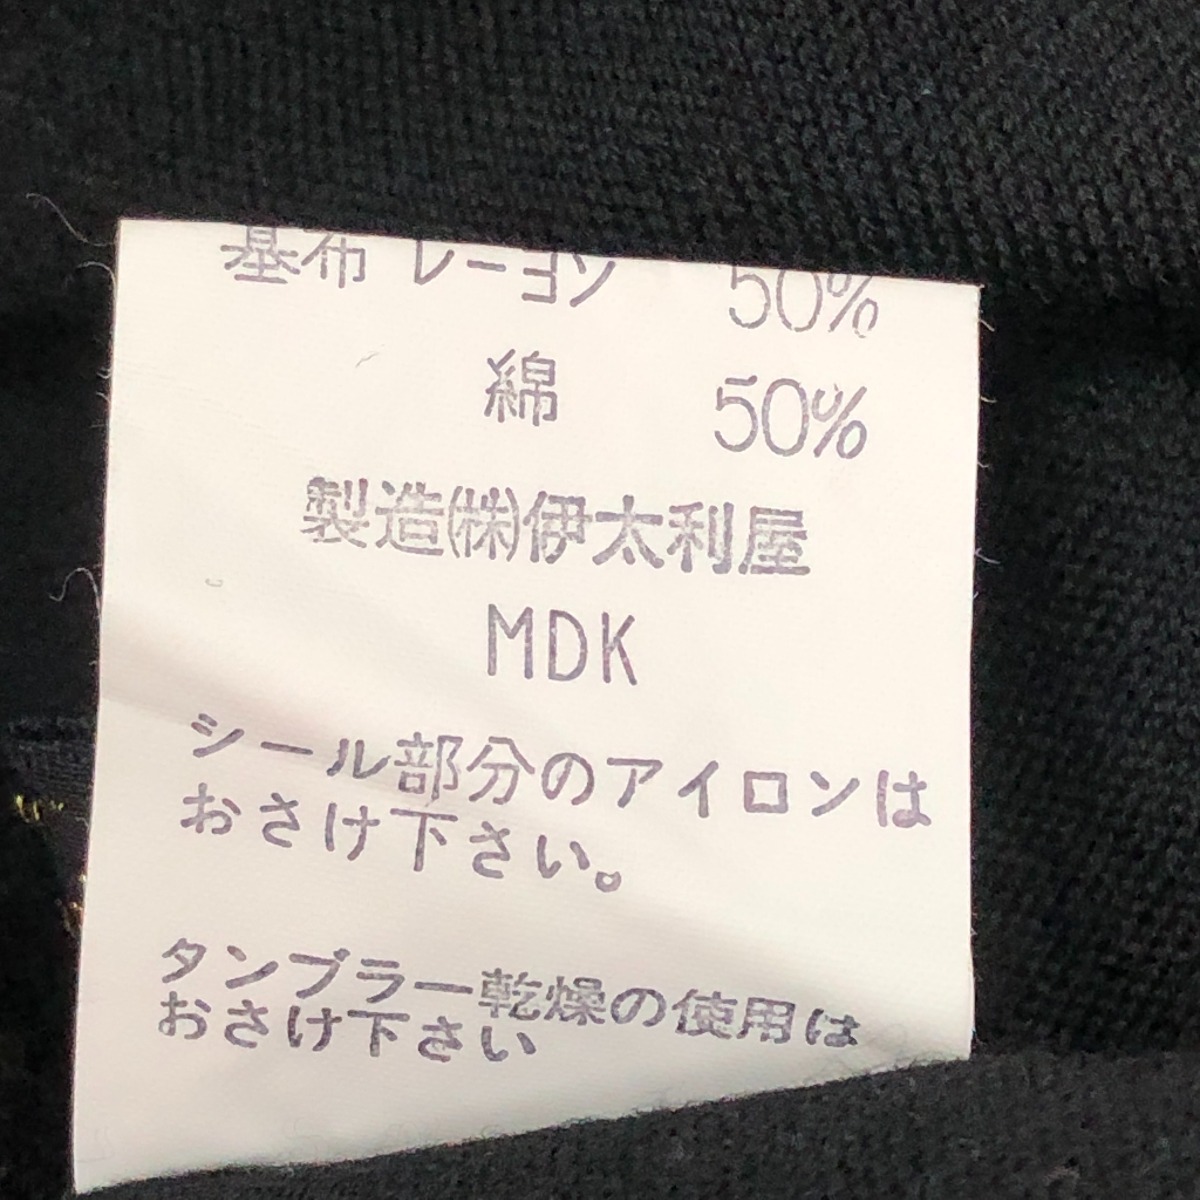 基布 レーヨン 50%
綿 50%
製造㈱伊太利屋
MDK
シール部分のアイロンは
おさけ下さい。
タンブラー乾燥の使用は
おさけ下さい